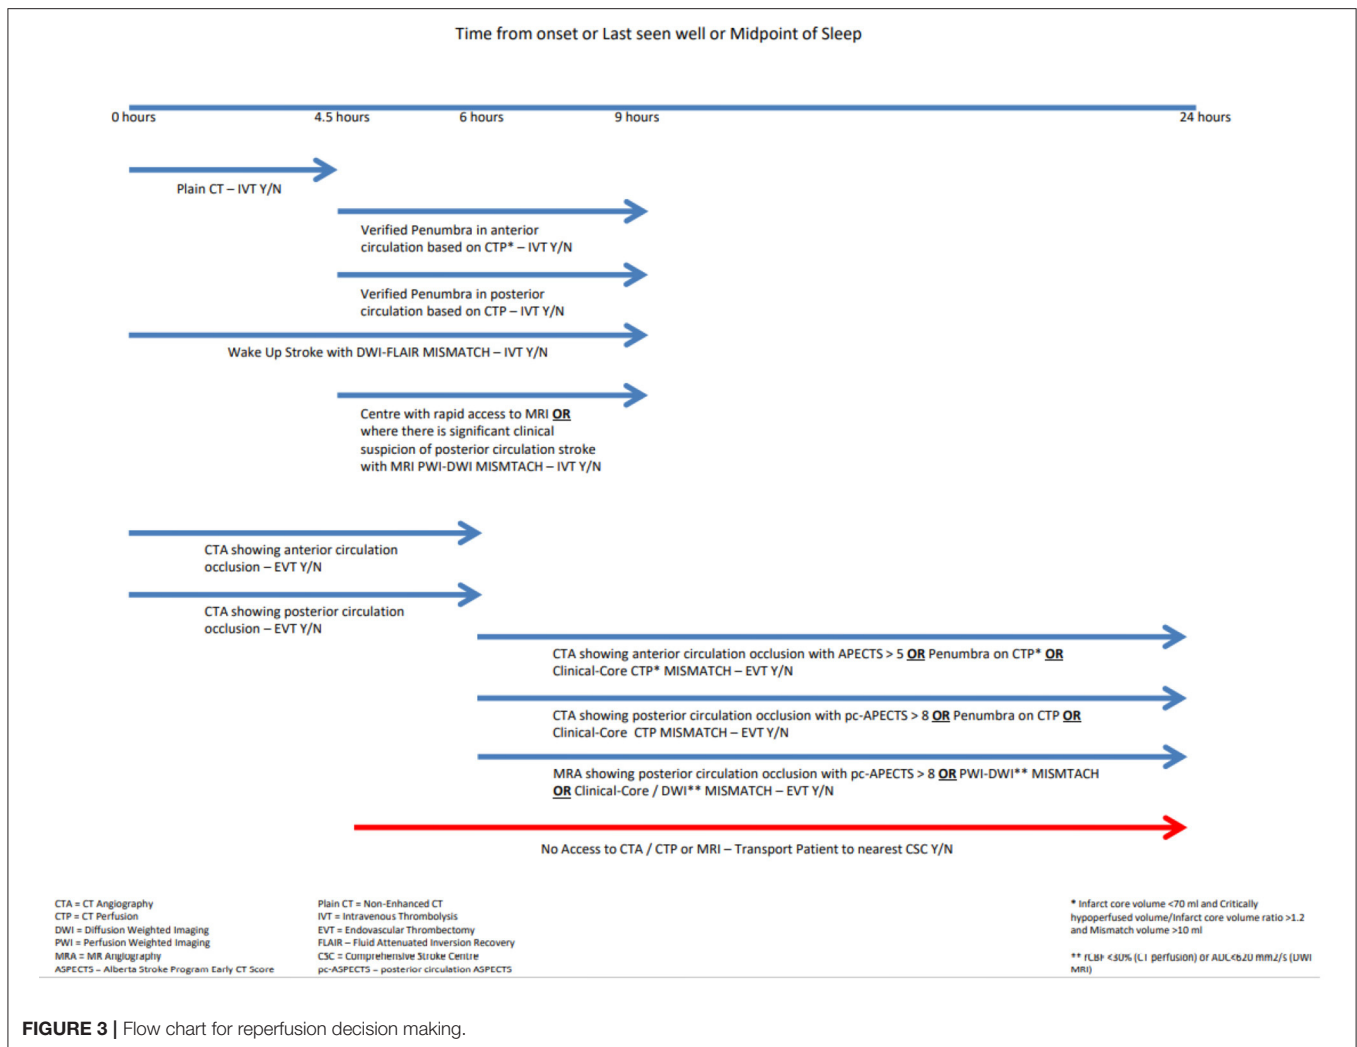 Time from onset or Last seen well or Midpoint of Sleep
0 hours 4.5 hours 6 hours 9 hours 24 hours
Plain CT – IVT Y/N
Verified Penumbra in anterior
circulation based on CTP* – IVT Y/N
Verified Penumbra in posterior
circulation based on CTP – IVT Y/N
Wake Up Stroke with DWI-FLAIR MISMATCH – IVT Y/N
Centre with rapid access to MRI OR
where there is significant clinical
suspicion of posterior circulation stroke
with MRI PWI-DWI MISMTACH – IVT Y/N
CTA showing anterior circulation
occlusion – EVT Y/N
CTA showing posterior circulation
occlusion – EVT Y/N
CTA showing anterior circulation occlusion with APECTS > 5 OR Penumbra on CTP* OR
Clinical-Core CTP* MISMATCH – EVT Y/N
CTA showing posterior circulation occlusion with pc-APECTS > 8 OR Penumbra on CTP OR
Clinical-Core CTP MISMATCH – EVT Y/N
MRA showing posterior circulation occlusion with pc-APECTS > 8 OR PWI-DWI** MISMTACH
OR Clinical-Core / DWI** MISMATCH – EVT Y/N
No Access to CTA / CTP or MRI – Transport Patient to nearest CSC Y/N
CTA = CT Angiography
CTP = CT Perfusion
DWI = Diffusion Weighted Imaging
PWI = Perfusion Weighted Imaging
MRA = MR Angiography
ASPECTS – Alberta Stroke Program Early CT Score
Plain CT = Non-Enhanced CT
IVT = Intravenous Thrombolysis
EVT = Endovascular Thrombectomy
FLAIR – Fluid Attenuated Inversion Recovery
CSC = Comprehensive Stroke Centre
pc-ASPECTS – posterior circulation ASPECTS
* Infarct core volume <70 ml and Critically
hypoperfused volume/Infarct core volume ratio >1.2
and Mismatch volume >10 ml
** rCBF <30% (CT perfusion) or ADC<620 mm2/s (DWI
MRI)
FIGURE 3 | Flow chart for reperfusion decision making.